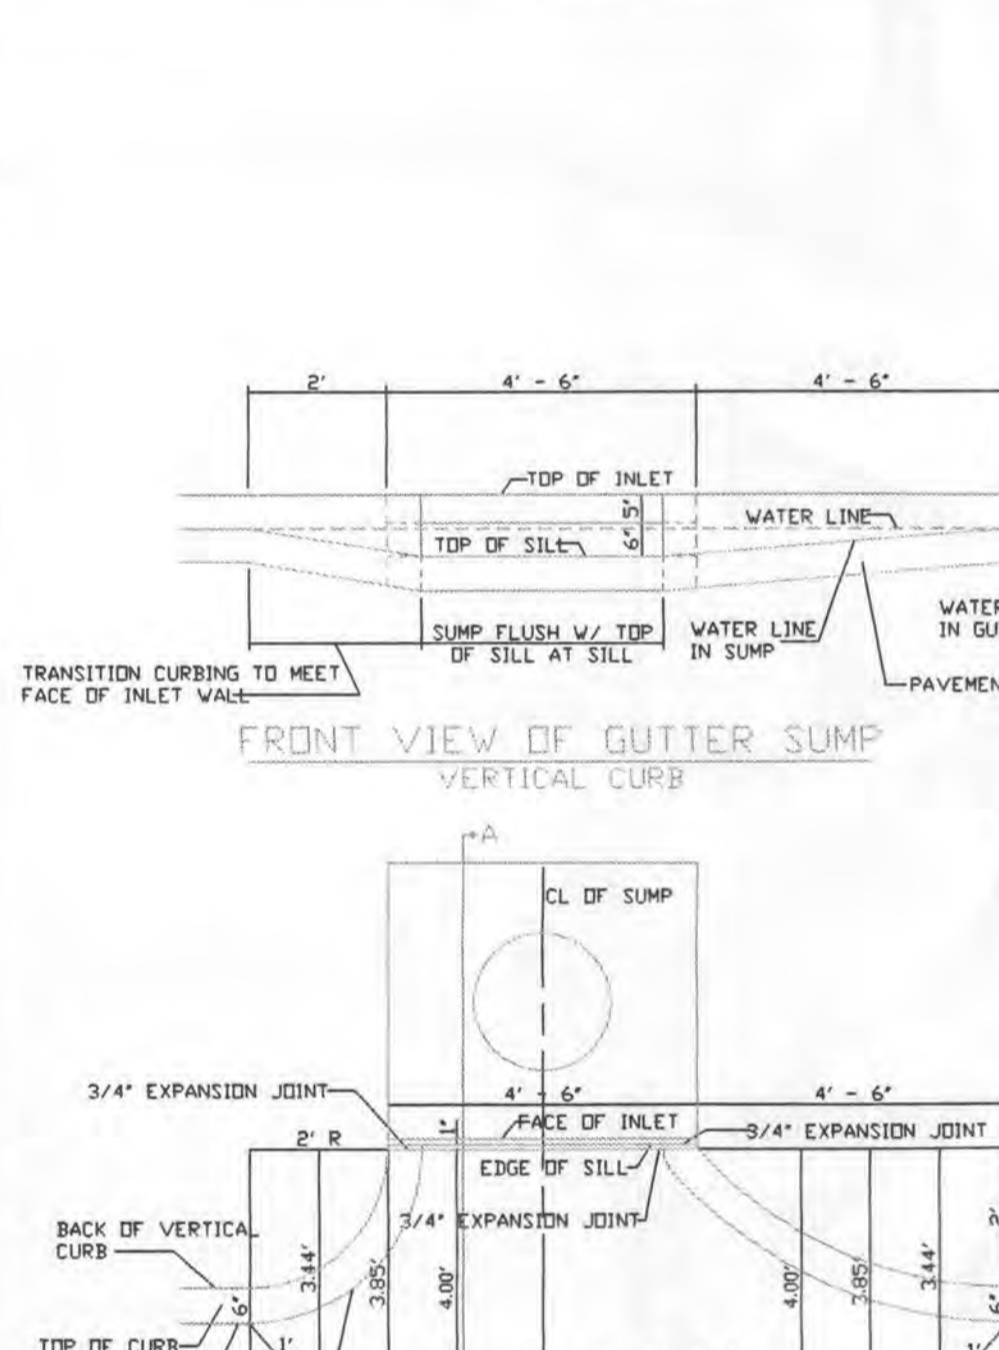 2'
4' - 6"
4' - 6"
TOP OF INLET
5"
6"
WATER LINE
TOP OF SILL
SUMP FLUSH W/ TOP
OF SILL AT SILL
WATER LINE
IN SUMP
WATER
IN GU
TRANSITION CURBING TO MEET
FACE OF INLET WALL
PAVEMEN
FRONT VIEW OF GUTTER SUMP
VERTICAL CURB
A
CL OF SUMP
3/4" EXPANSION JOINT
4' - 6"
4' - 6"
1"
FACE OF INLET
3/4" EXPANSION JOINT
2' R
EDGE OF SILL
3/4" EXPANSION JOINT
BACK OF VERTICAL
CURB
2'
3.44'
3.85'
4.00'
4.00'
3.85'
3.44'
6"
6"
TOP OF CURB
1'
1'